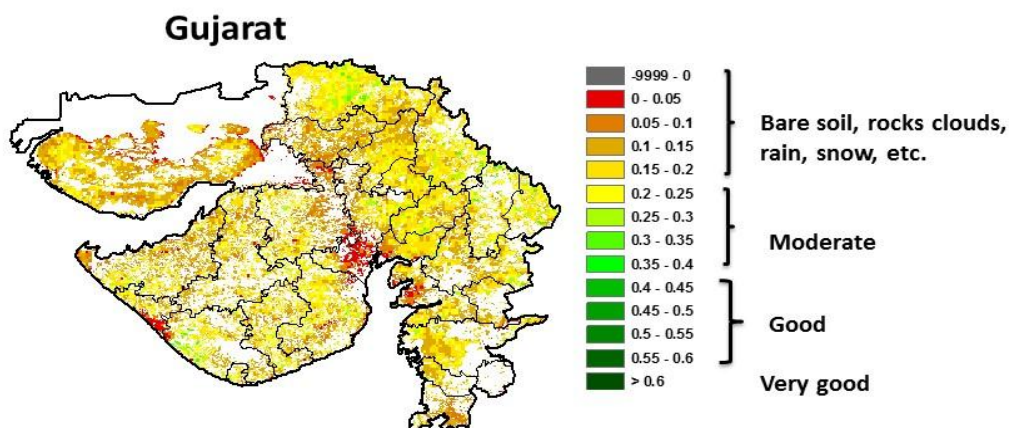 Gujarat
-9999 - 0
0 - 0.05
0.05 - 0.1
0.1 - 0.15
0.15 - 0.2
0.2 - 0.25
0.25 - 0.3
0.3 - 0.35
0.35 - 0.4
0.4 - 0.45
0.45 - 0.5
0.5 - 0.55
0.55 - 0.6
> 0.6
Bare soil, rocks clouds,
rain, snow, etc.
Moderate
Good
Very good